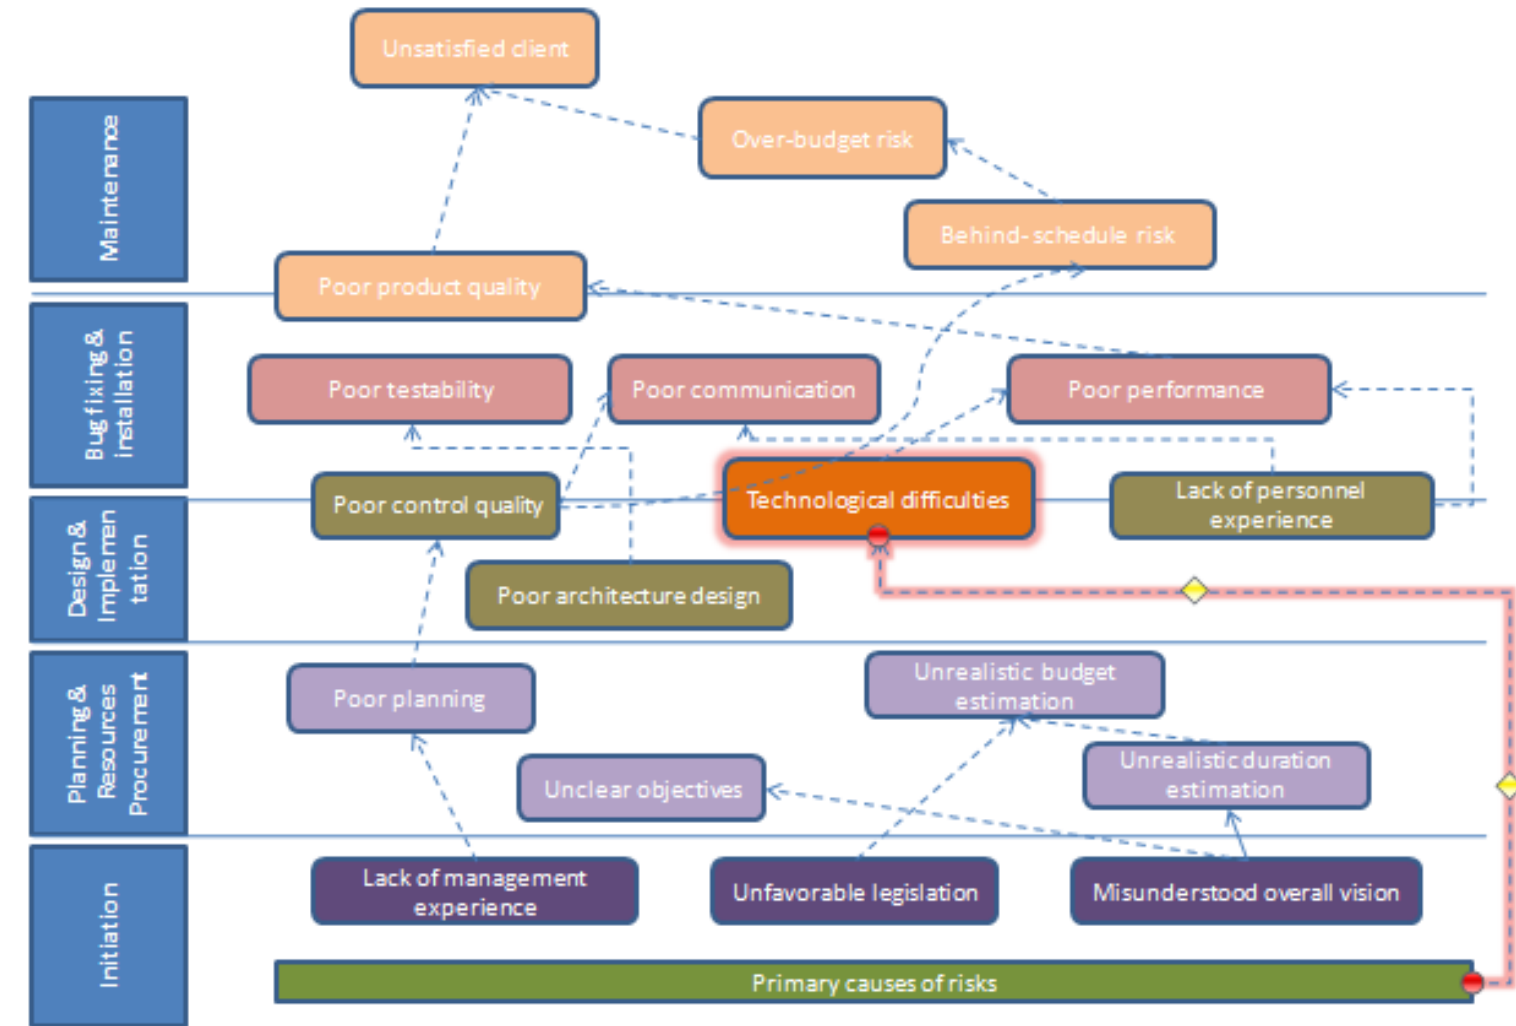 Unsatisfied client
Maintenance
Over-budget risk
Behind- schedule risk
Poor product quality
Bug fixing &
installation
Poor testability
Poor communication
Poor performance
Design &
Implemen
tation
Poor control quality
Technological difficulties
Lack of personnel
experience
Poor architecture design
Planning &
Resources
Procurement
Poor planning
Unrealistic budget
estimation
Unclear objectives
Unrealistic duration
estimation
Initiation
Lack of management
experience
Unfavorable legislation
Misunderstood overall vision
Primary causes of risks